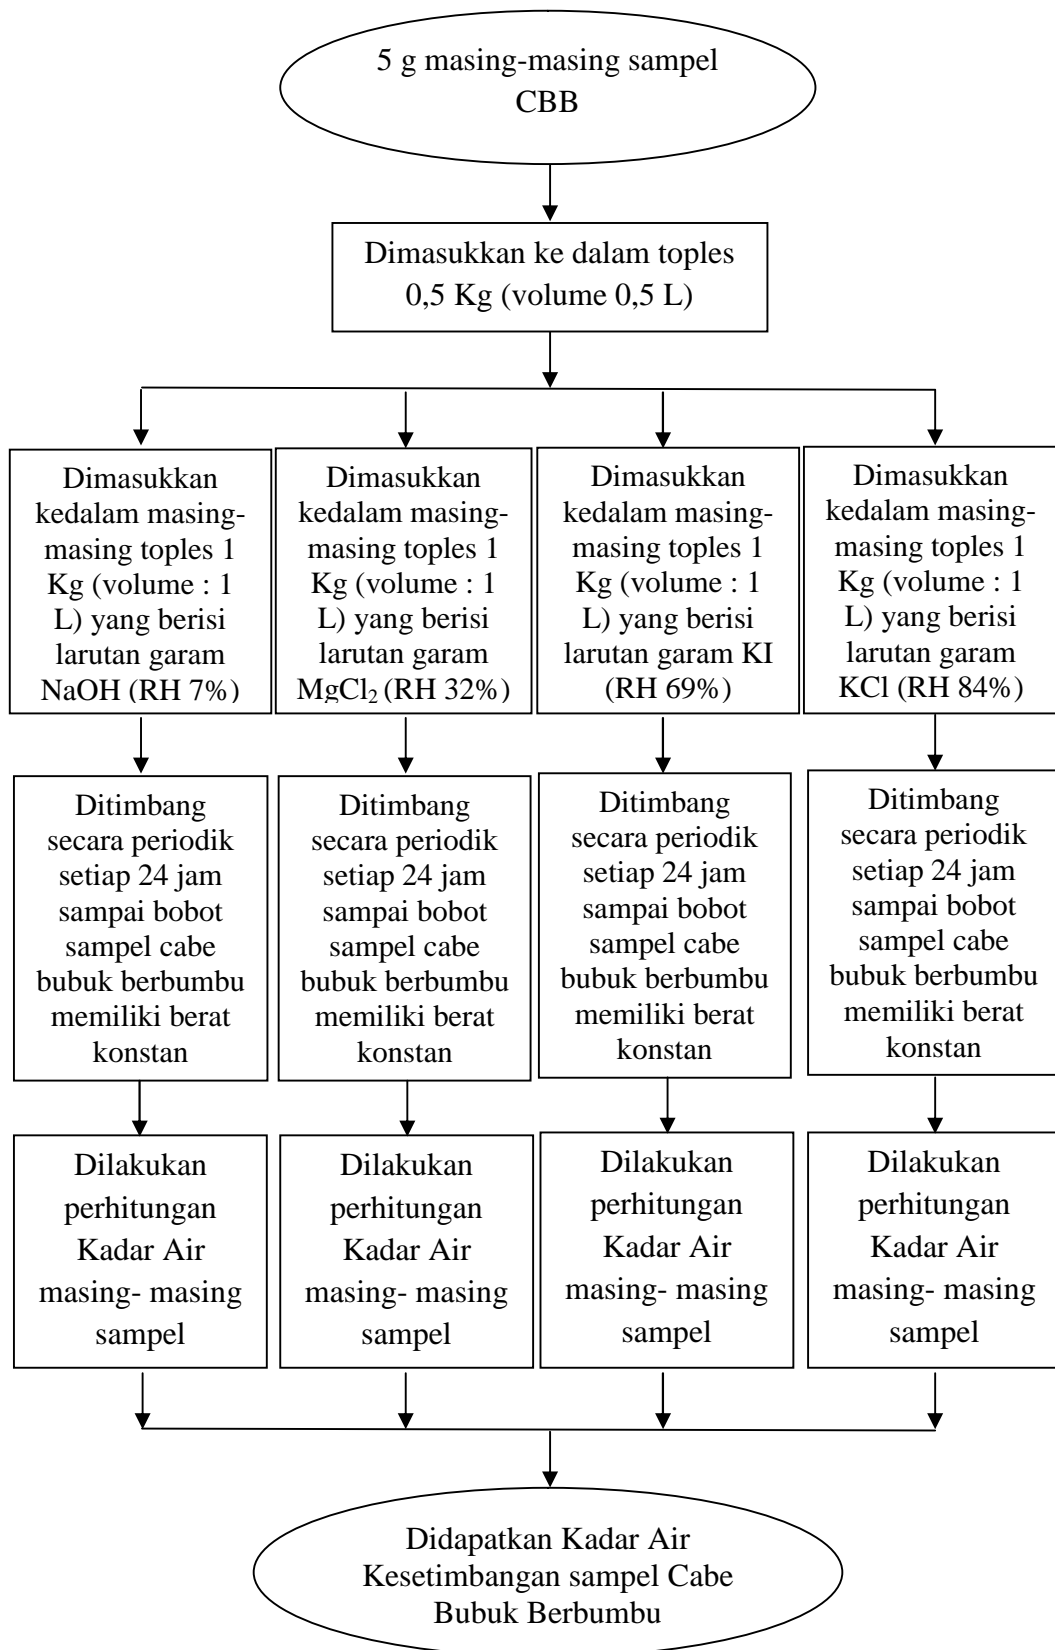 5 g masing-masing sampel
CBB
Dimasukkan ke dalam toples
0,5 Kg (volume 0,5 L)
Dimasukkan
kedalam masing-
masing toples 1
Kg (volume : 1
L) yang berisi
larutan garam
NaOH (RH 7%)
Dimasukkan
kedalam masing-
masing toples 1
Kg (volume : 1
L) yang berisi
larutan garam
MgCl₂ (RH 32%)
Dimasukkan
kedalam masing-
masing toples 1
Kg (volume : 1
L) yang berisi
larutan garam KI
(RH 69%)
Dimasukkan
kedalam masing-
masing toples 1
Kg (volume : 1
L) yang berisi
larutan garam
KCl (RH 84%)
Ditimbang
secara periodik
setiap 24 jam
sampai bobot
sampel cabe
bubuk berbumbu
memiliki berat
konstan
Ditimbang
secara periodik
setiap 24 jam
sampai bobot
sampel cabe
bubuk berbumbu
memiliki berat
konstan
Ditimbang
secara periodik
setiap 24 jam
sampai bobot
sampel cabe
bubuk berbumbu
memiliki berat
konstan
Ditimbang
secara periodik
setiap 24 jam
sampai bobot
sampel cabe
bubuk berbumbu
memiliki berat
konstan
Dilakukan
perhitungan
Kadar Air
masing- masing
sampel
Dilakukan
perhitungan
Kadar Air
masing- masing
sampel
Dilakukan
perhitungan
Kadar Air
masing- masing
sampel
Dilakukan
perhitungan
Kadar Air
masing- masing
sampel
Didapatkan Kadar Air
Kesetimbangan sampel Cabe
Bubuk Berbumbu